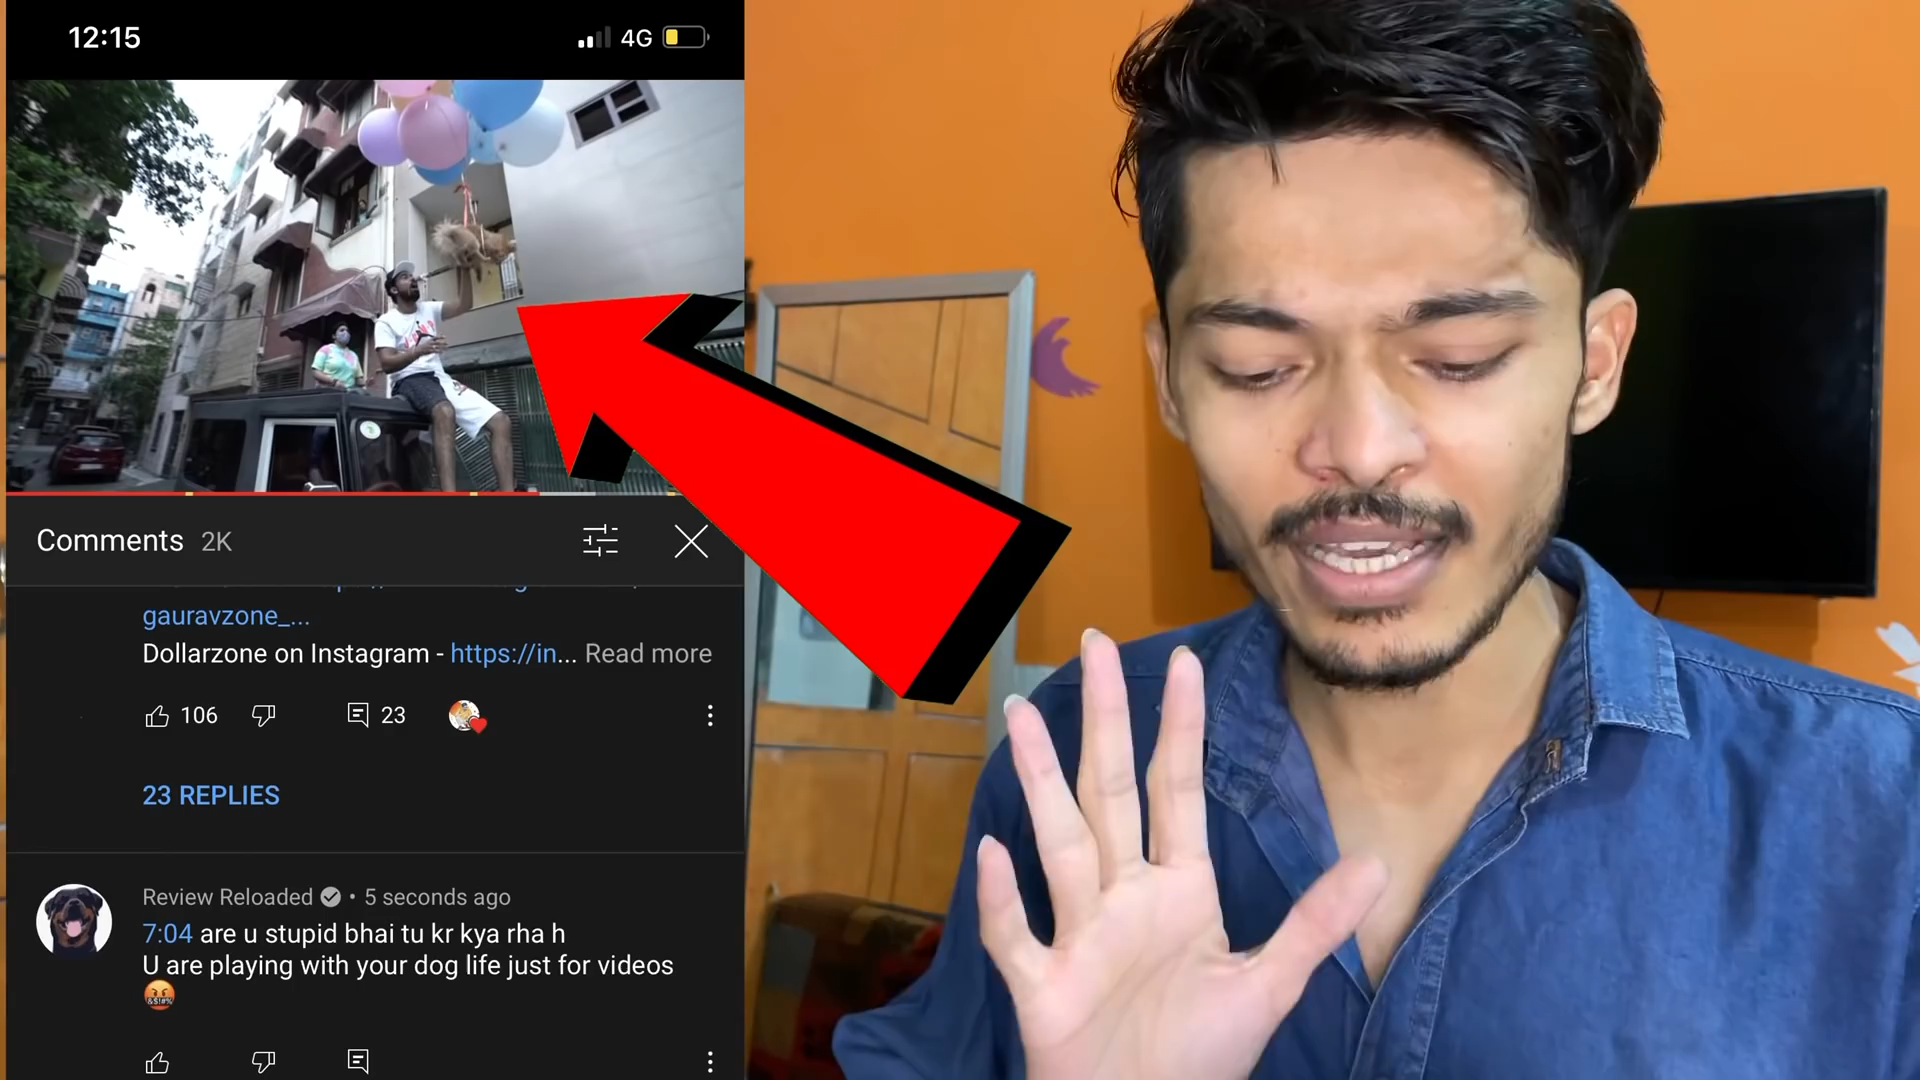 12:15
4G
Comments 2K
gauravzone_...
Dollarzone on Instagram - https://in... Read more
106 23
23 REPLIES
Review Reloaded • 5 seconds ago
7:04 are u stupid bhai tu kr kya rha h
U are playing with your dog life just for videos